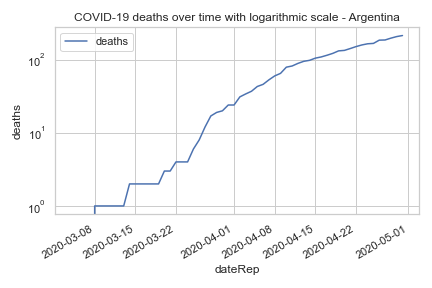 COVID-19 deaths over time with logarithmic scale - Argentina
deaths
10²
10¹
10⁰
deaths
2020-03-08
2020-03-15
2020-03-22
2020-04-01
2020-04-08
2020-04-15
2020-04-22
2020-05-01
dateRep